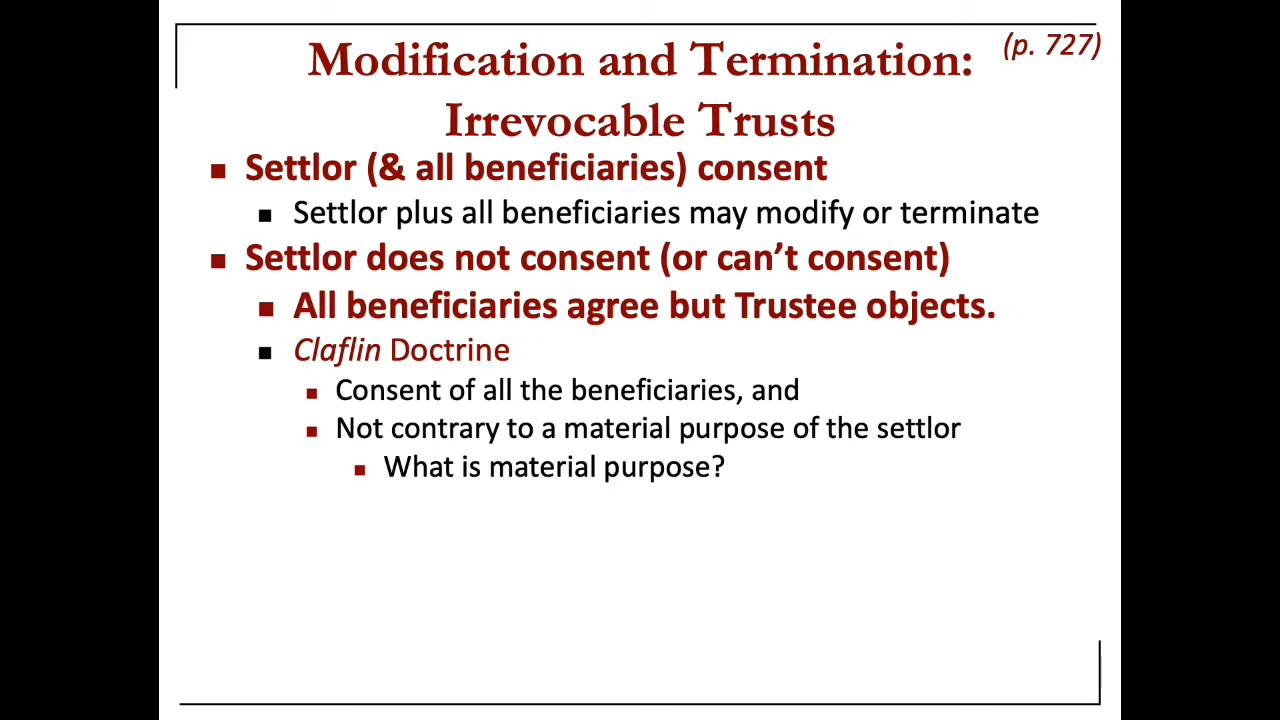 (p. 727)
Modification and Termination:
Irrevocable Trusts
Settlor (& all beneficiaries) consent
Settlor plus all beneficiaries may modify or terminate
Settlor does not consent (or can’t consent)
All beneficiaries agree but Trustee objects.
Claflin Doctrine
Consent of all the beneficiaries, and
Not contrary to a material purpose of the settlor
What is material purpose?